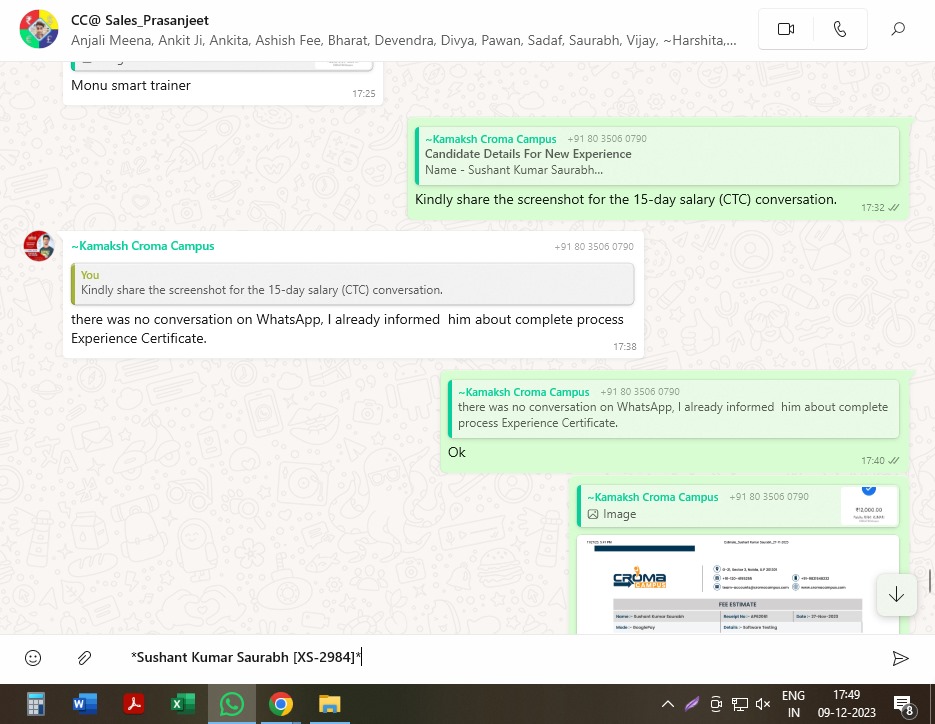 CC@ Sales_Prasanjeet
Anjali Meena, Ankit Ji, Ankita, Ashish Fee, Bharat, Devendra, Divya, Pawan, Sadaf, Saurabh, Vijay, ~Harshita,...
Monu smart trainer
17:25
~Kamaksh Croma Campus +91 80 3506 0790
Candidate Details For New Experience
Name - Sushant Kumar Saurabh...
Kindly share the screenshot for the 15-day salary (CTC) conversation.
17:32
~Kamaksh Croma Campus +91 80 3506 0790
You
Kindly share the screenshot for the 15-day salary (CTC) conversation.
there was no conversation on WhatsApp, I already informed him about complete process
Experience Certificate.
17:38
~Kamaksh Croma Campus +91 80 3506 0790
there was no conversation on WhatsApp, I already informed him about complete
process Experience Certificate.
Ok
17:40
~Kamaksh Croma Campus +91 80 3506 0790
Image
₹12,000.00
CROMA
CAMPUS
FEE ESTIMATE
Name:- Sushant Kumar Saurabh
Date:- 27-Nov-2023
Mode:- GooglePay
Details:- Software Testing
*Sushant Kumar Saurabh [XS-2984]*
ENG
IN
17:49
09-12-2023
8